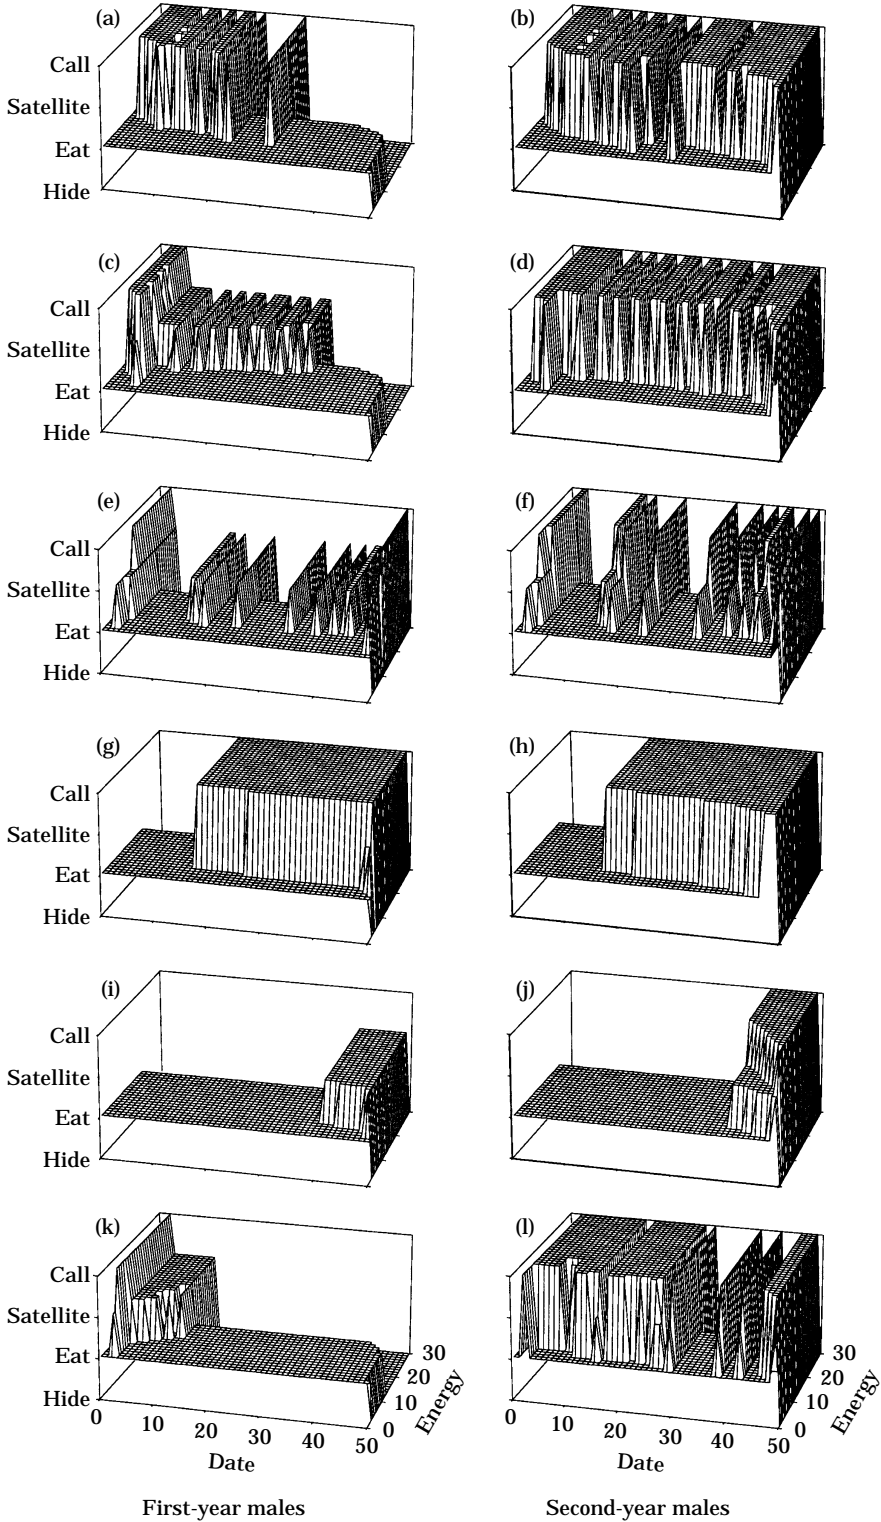 (a)
(b)
Call
Satellite
Eat
Hide
(c)
(d)
Call
Satellite
Eat
Hide
(e)
(f)
Call
Satellite
Eat
Hide
(g)
(h)
Call
Satellite
Eat
Hide
(i)
(j)
Call
Satellite
Eat
Hide
(k)
(l)
Call
Satellite
Eat
Hide
0 10 20 30 40 50
Date
0 10 20 30
Energy
0 10 20 30 40 50
Date
0 10 20 30
Energy
First-year males
Second-year males